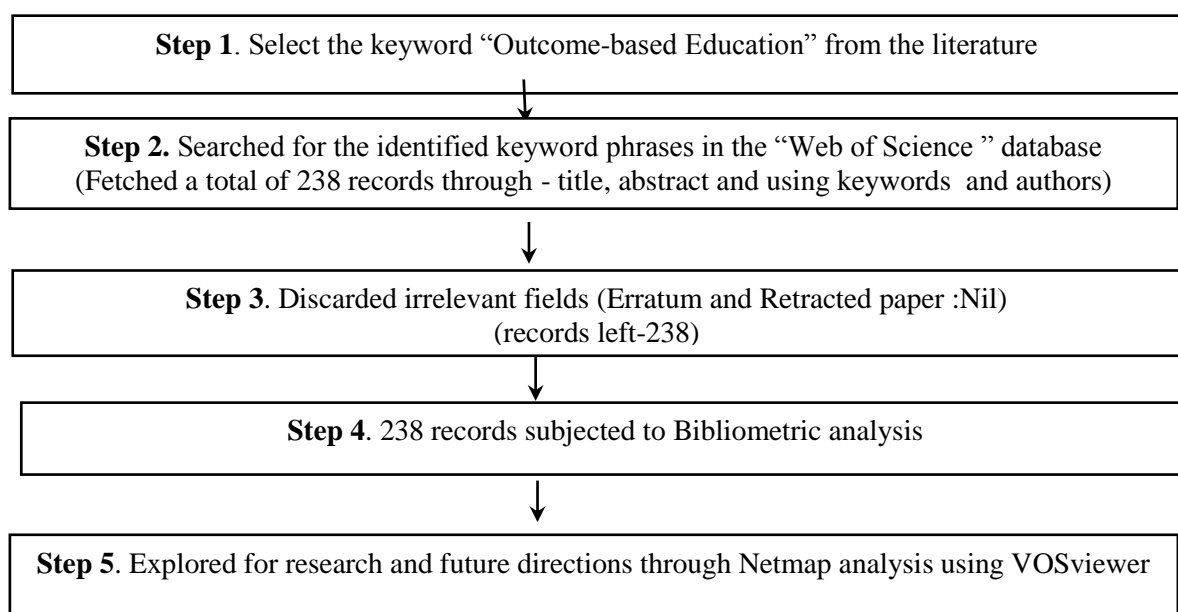 Step 1. Select the keyword “Outcome-based Education” from the literature
Step 2. Searched for the identified keyword phrases in the “Web of Science ” database
(Fetched a total of 238 records through - title, abstract and using keywords and authors)
Step 3. Discarded irrelevant fields (Erratum and Retracted paper :Nil)
(records left-238)
Step 4. 238 records subjected to Bibliometric analysis
Step 5. Explored for research and future directions through Netmap analysis using VOSviewer